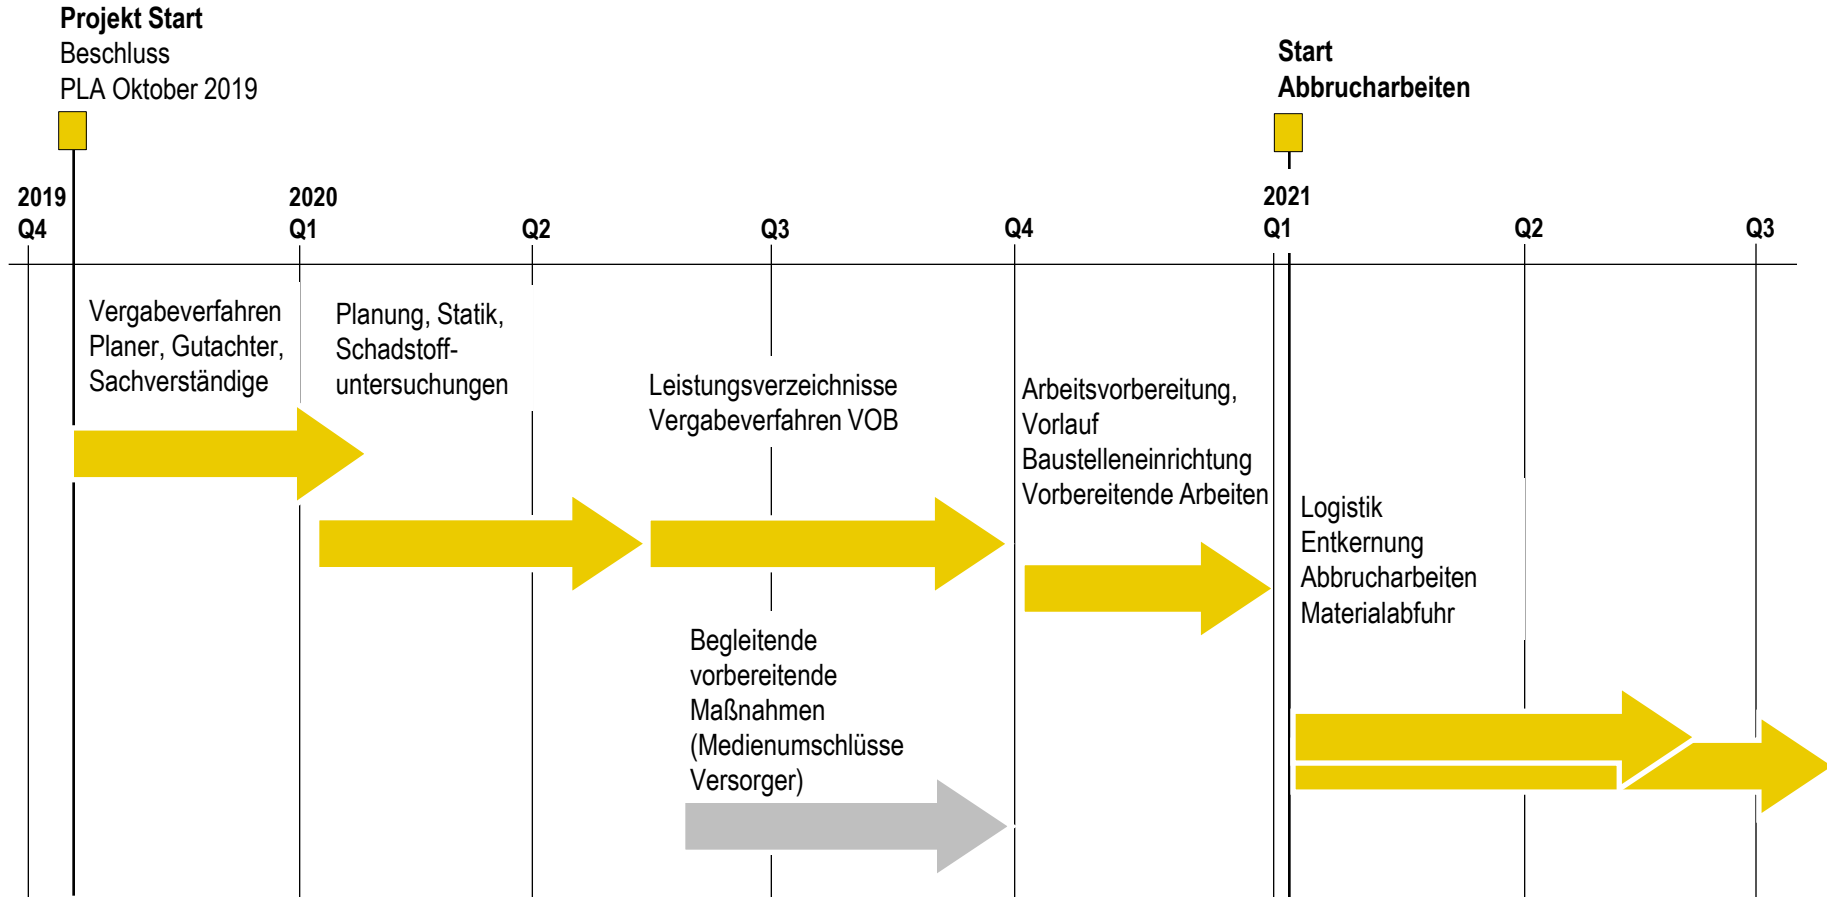 Projekt Start
Beschluss
PLA Oktober 2019
Start
Abbrucharbeiten
2019
Q4
2020
Q1
Q2
Q3
Q4
2021
Q1
Q2
Q3
Vergabeverfahren
Planer, Gutachter,
Sachverständige
Planung, Statik,
Schadstoff-
untersuchungen
Leistungsverzeichnisse
Vergabeverfahren VOB
Arbeitsvorbereitung,
Vorlauf
Baustelleneinrichtung
Vorbereitende Arbeiten
Logistik
Entkernung
Abbrucharbeiten
Materialabfuhr
Begleitende
vorbereitende
Maßnahmen
(Medienumschlüsse
Versorger)